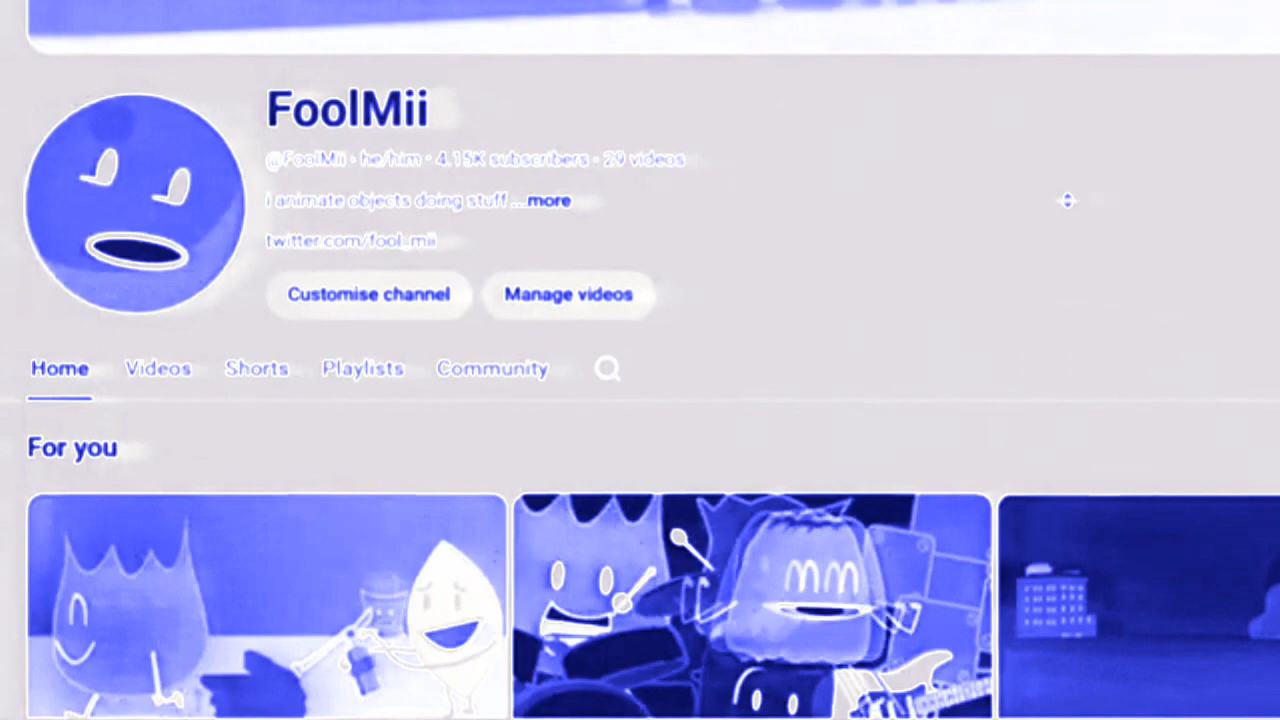 FoolMii
@FoolMii · he/him · 4.15K subscribers · 29 videos
i animate objects doing stuff ...more
twitter.com/fool_mii
Customise channel Manage videos
Home Videos Shorts Playlists Community
For you